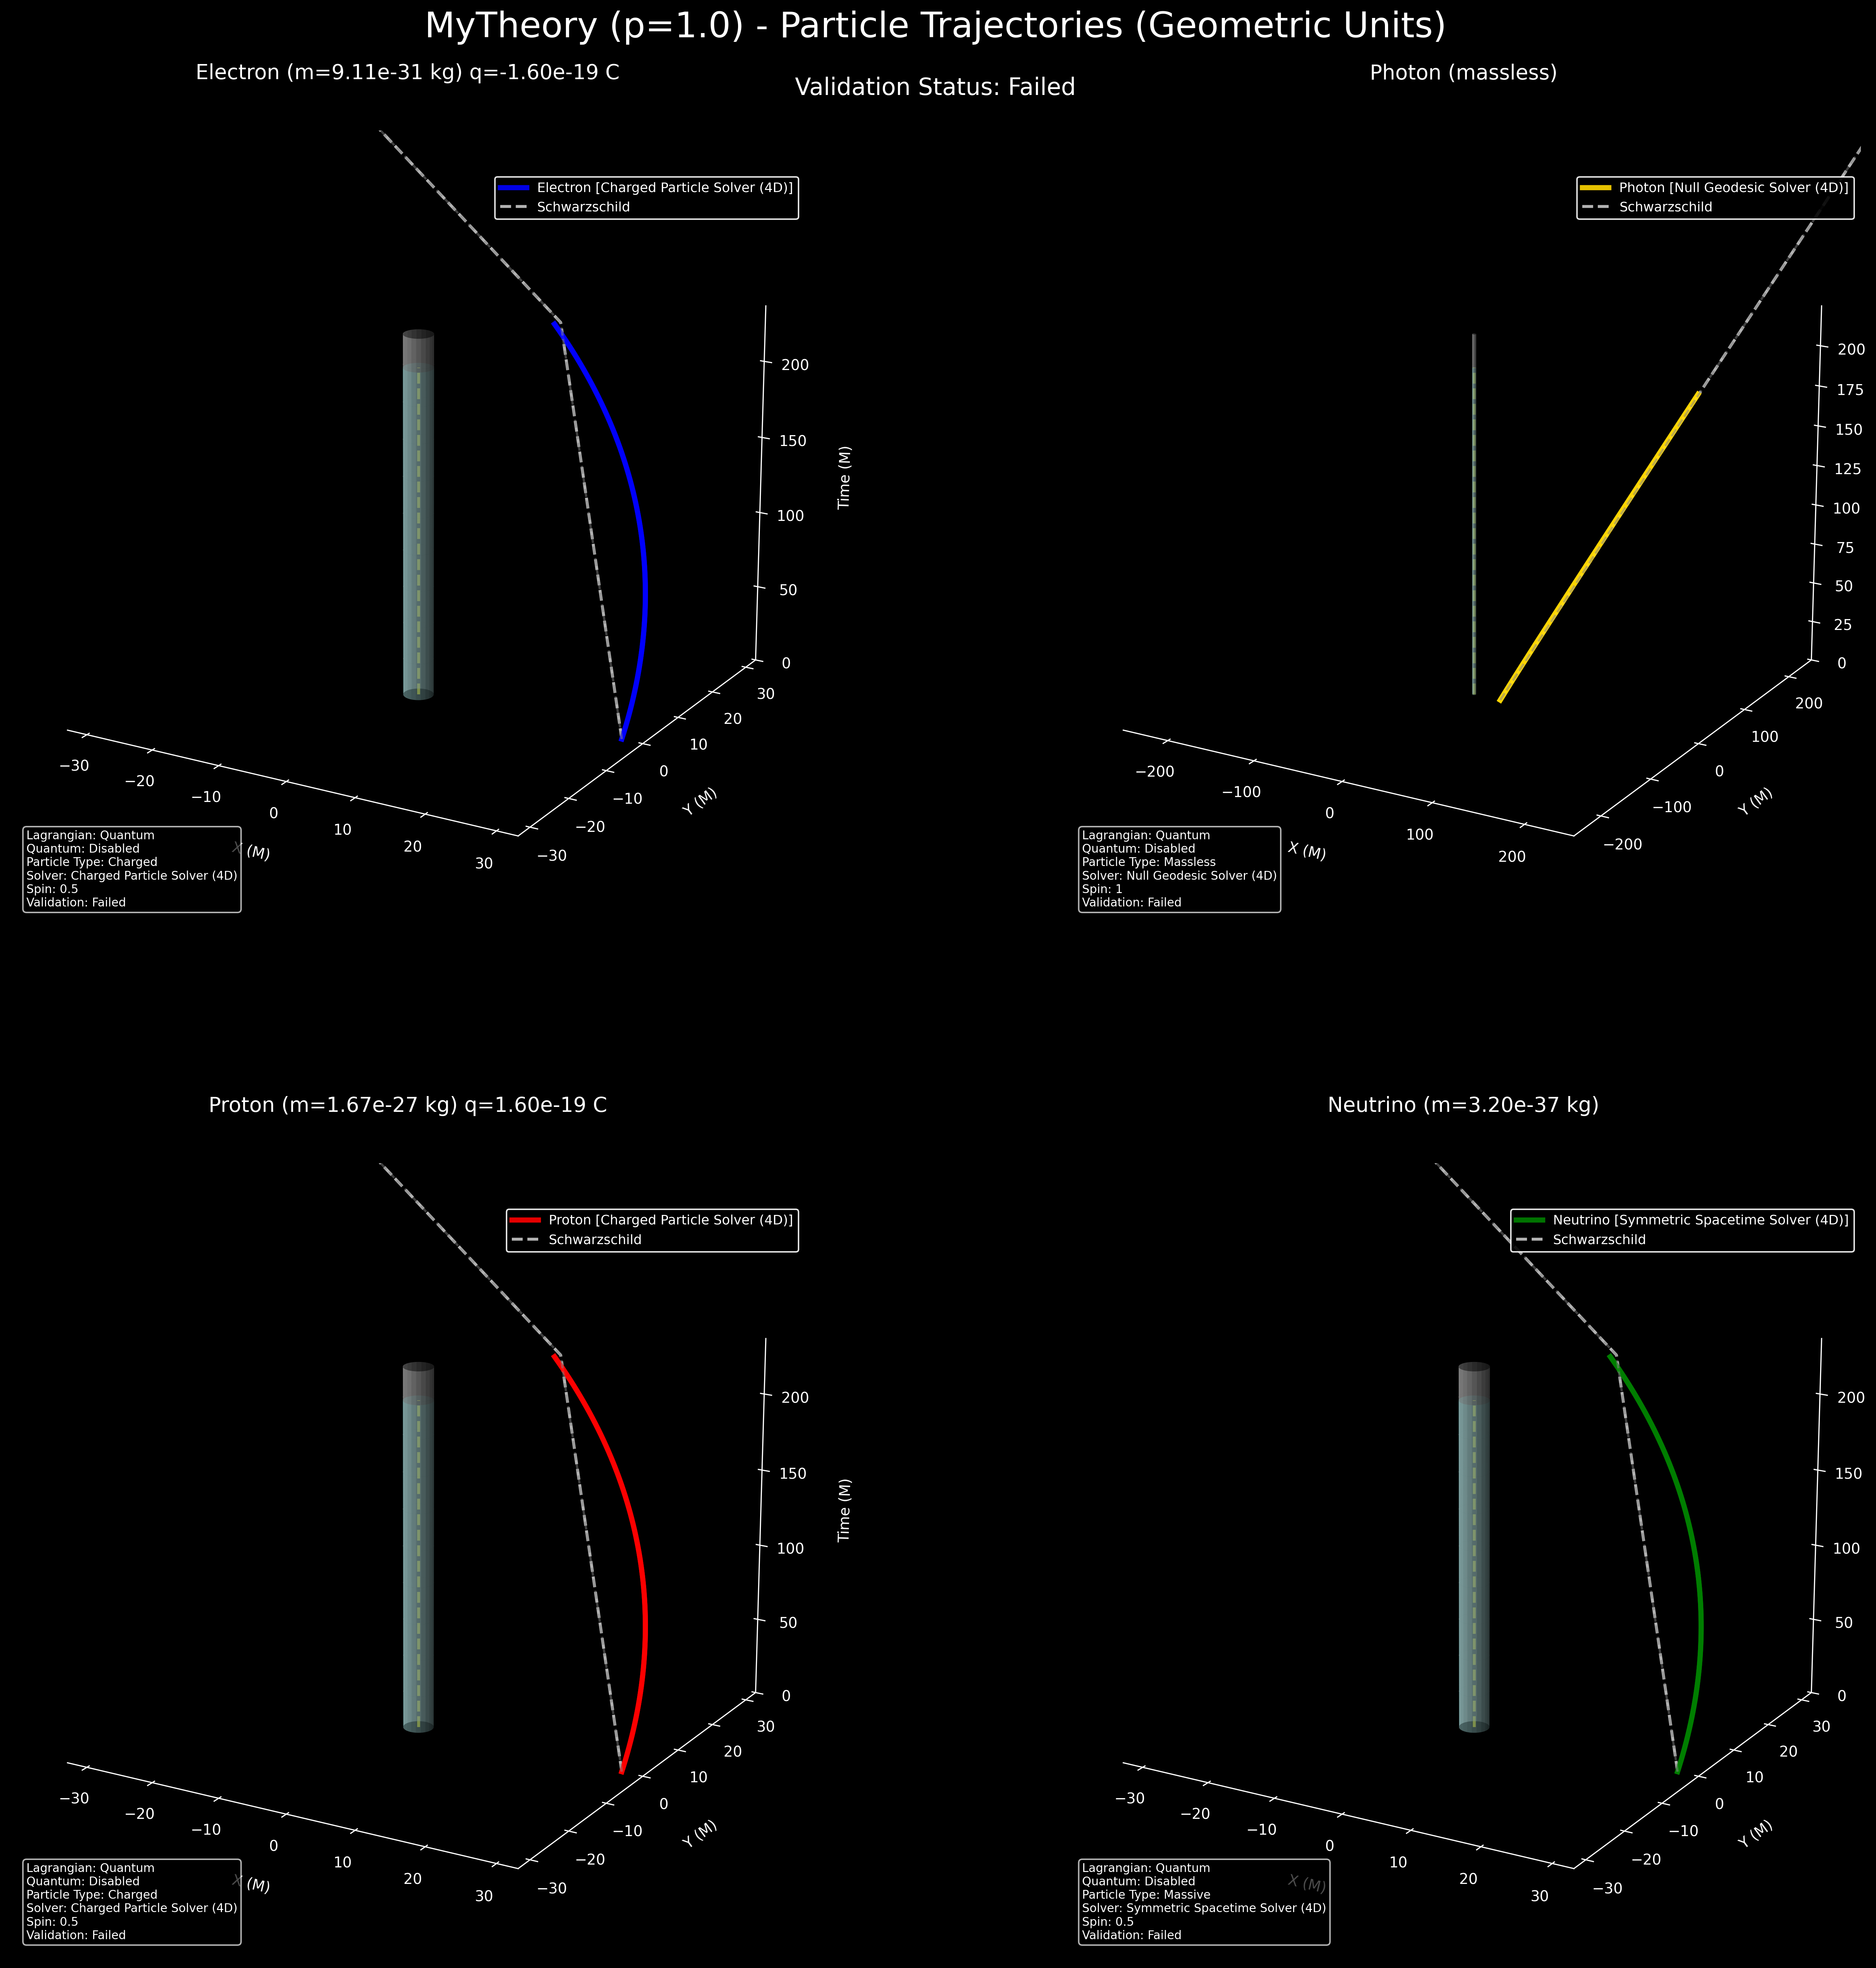 MyTheory (p=1.0) - Particle Trajectories (Geometric Units)
Validation Status: Failed
Electron (m=9.11e-31 kg) q=-1.60e-19 C
Electron [Charged Particle Solver (4D)]
Schwarzschild
200
150
100
50
0
Time (M)
−30
−20
−10
0
10
20
30
X (M)
30
20
10
0
−10
−20
−30
Y (M)
Lagrangian: Quantum
Quantum: Disabled
Particle Type: Charged
Solver: Charged Particle Solver (4D)
Spin: 0.5
Validation: Failed
Photon (massless)
Photon [Null Geodesic Solver (4D)]
Schwarzschild
200
175
150
125
100
75
50
25
0
−200
−100
0
100
200
X (M)
200
100
0
−100
−200
Y (M)
Lagrangian: Quantum
Quantum: Disabled
Particle Type: Massless
Solver: Null Geodesic Solver (4D)
Spin: 1
Validation: Failed
Proton (m=1.67e-27 kg) q=1.60e-19 C
Proton [Charged Particle Solver (4D)]
Schwarzschild
200
150
100
50
0
Time (M)
−30
−20
−10
0
10
20
30
X (M)
30
20
10
0
−10
−20
−30
Y (M)
Lagrangian: Quantum
Quantum: Disabled
Particle Type: Charged
Solver: Charged Particle Solver (4D)
Spin: 0.5
Validation: Failed
Neutrino (m=3.20e-37 kg)
Neutrino [Symmetric Spacetime Solver (4D)]
Schwarzschild
200
150
100
50
0
−30
−20
−10
0
10
20
30
X (M)
30
20
10
0
−10
−20
−30
Y (M)
Lagrangian: Quantum
Quantum: Disabled
Particle Type: Massive
Solver: Symmetric Spacetime Solver (4D)
Spin: 0.5
Validation: Failed